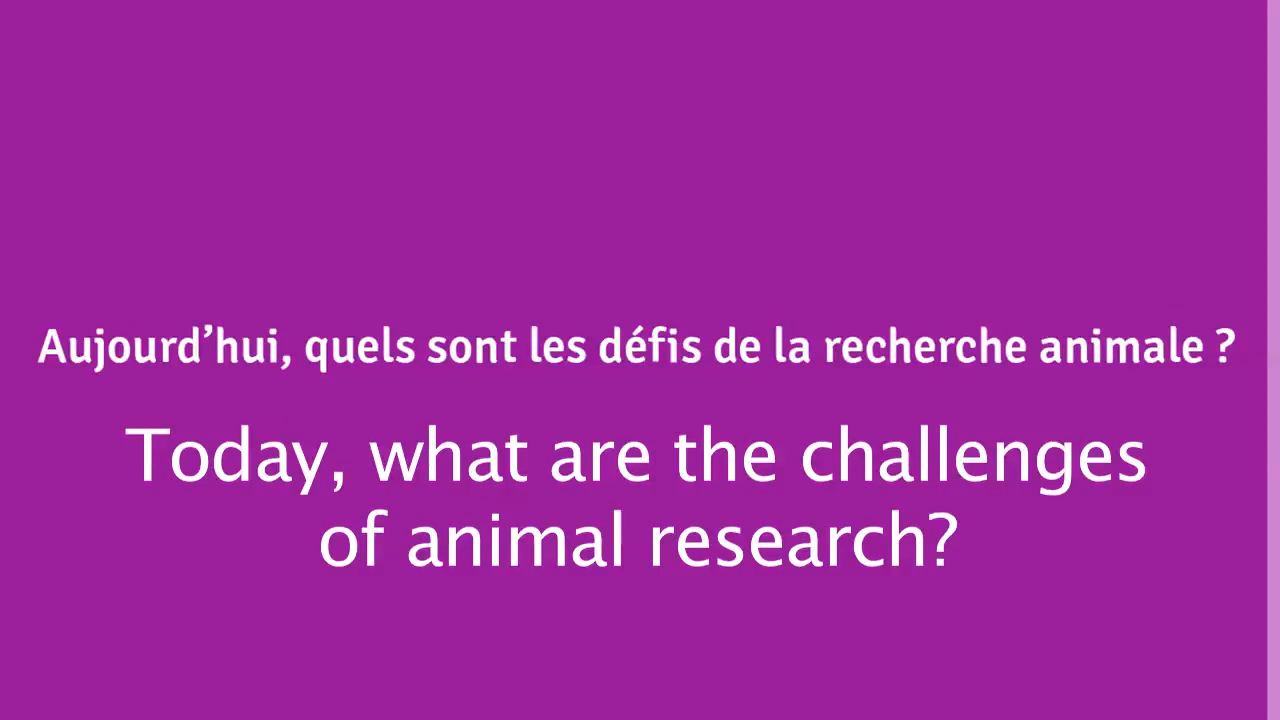 Aujourd’hui, quels sont les défis de la recherche animale ?
Today, what are the challenges
of animal research?